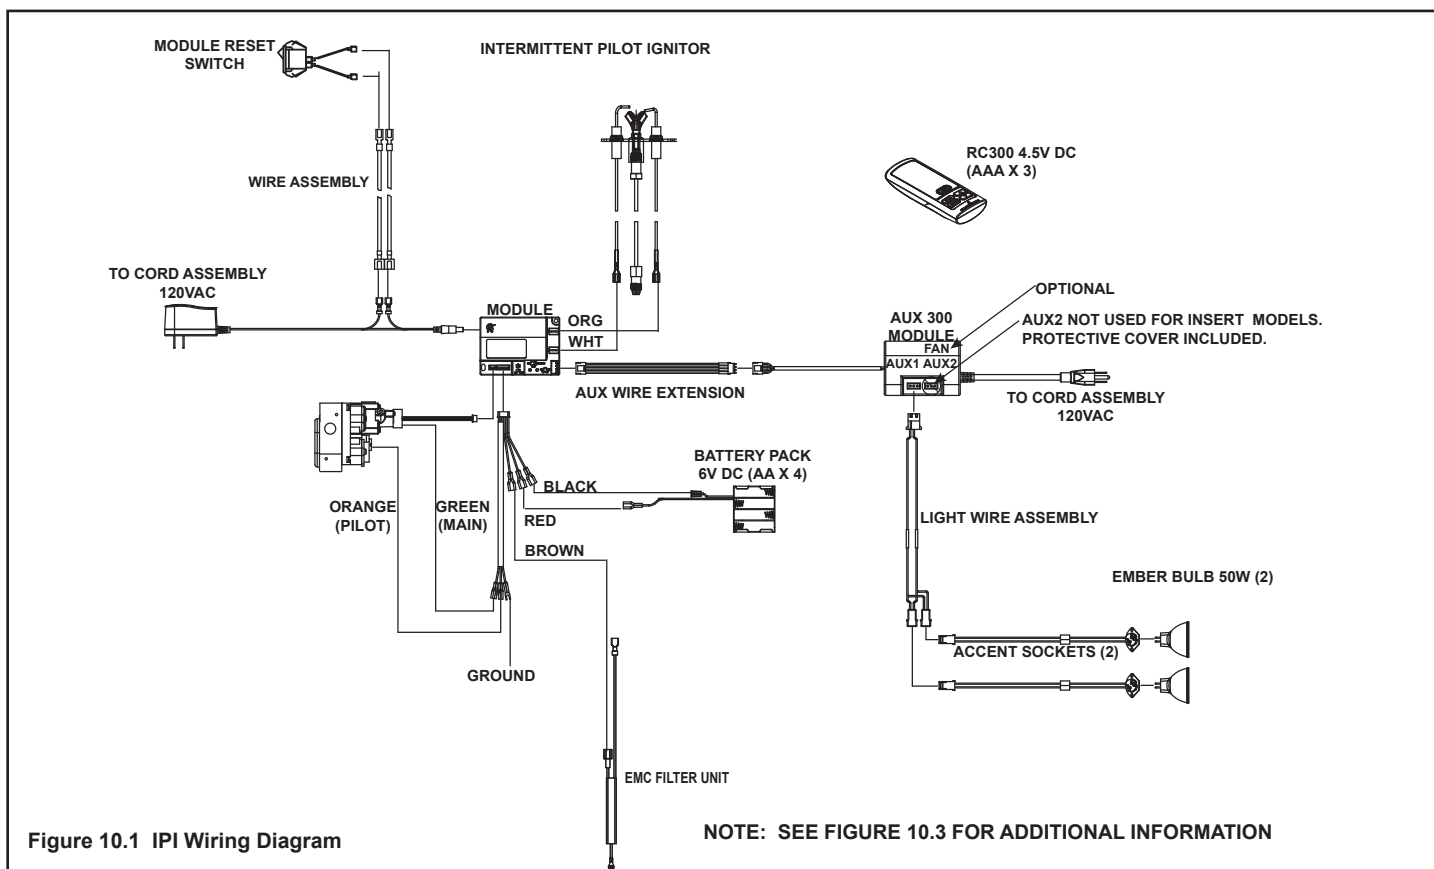 MODULE RESET
SWITCH
INTERMITTENT PILOT IGNITOR
RC300 4.5V DC
(AAA X 3)
WIRE ASSEMBLY
TO CORD ASSEMBLY
120VAC
MODULE
ORG
WHT
OPTIONAL
AUX 300
MODULE
FAN
AUX1 AUX2
AUX2 NOT USED FOR INSERT MODELS.
PROTECTIVE COVER INCLUDED.
AUX WIRE EXTENSION
TO CORD ASSEMBLY
120VAC
BATTERY PACK
6V DC (AA X 4)
BLACK
ORANGE
(PILOT)
GREEN
(MAIN)
RED
LIGHT WIRE ASSEMBLY
BROWN
EMBER BULB 50W (2)
ACCENT SOCKETS (2)
GROUND
EMC FILTER UNIT
Figure 10.1 IPI Wiring Diagram
NOTE: SEE FIGURE 10.3 FOR ADDITIONAL INFORMATION